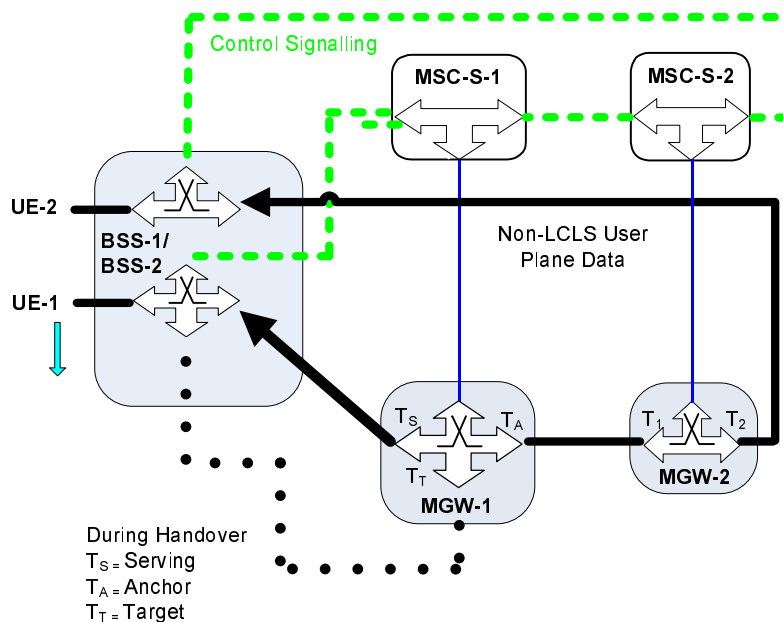 Control Signalling
MSC-S-1
MSC-S-2
UE-2
BSS-1/
BSS-2
Non-LCLS User
Plane Data
UE-1
TS
TA
T1
T2
TT
MGW-1
MGW-2
During Handover
TS = Serving
TA = Anchor
TT = Target